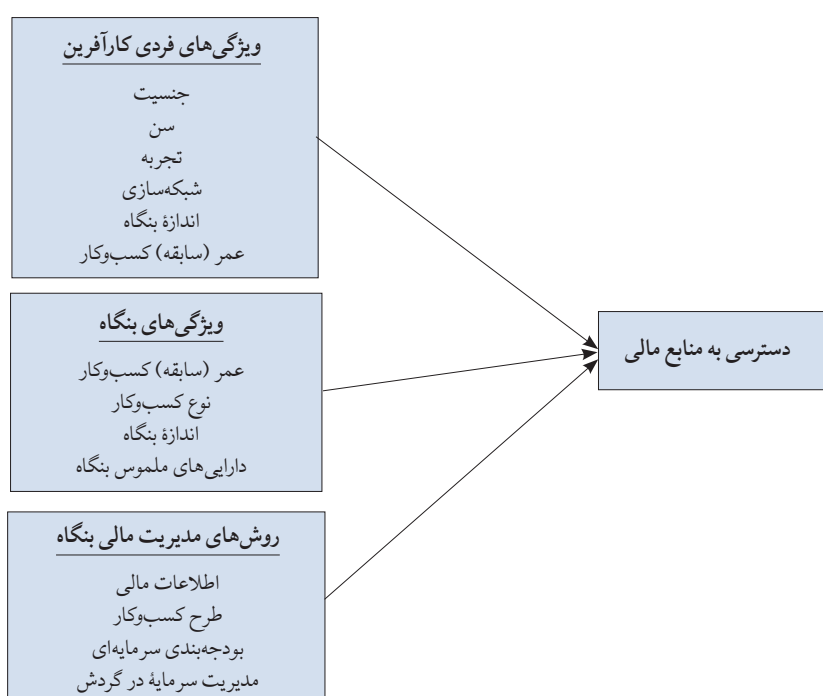 ویژگی‌های فردی کارآفرین
جنسیت
سن
تجربه
شبکه‌سازی
اندازهٔ بنگاه
عمر (سابقه) کسب‌وکار
ویژگی‌های بنگاه
عمر (سابقه) کسب‌وکار
نوع کسب‌وکار
اندازهٔ بنگاه
دارایی‌های ملموس بنگاه
روش‌های مدیریت مالی بنگاه
اطلاعات مالی
طرح کسب‌وکار
بودجه‌بندی سرمایه‌ای
مدیریت سرمایهٔ در گردش
دسترسی به منابع مالی